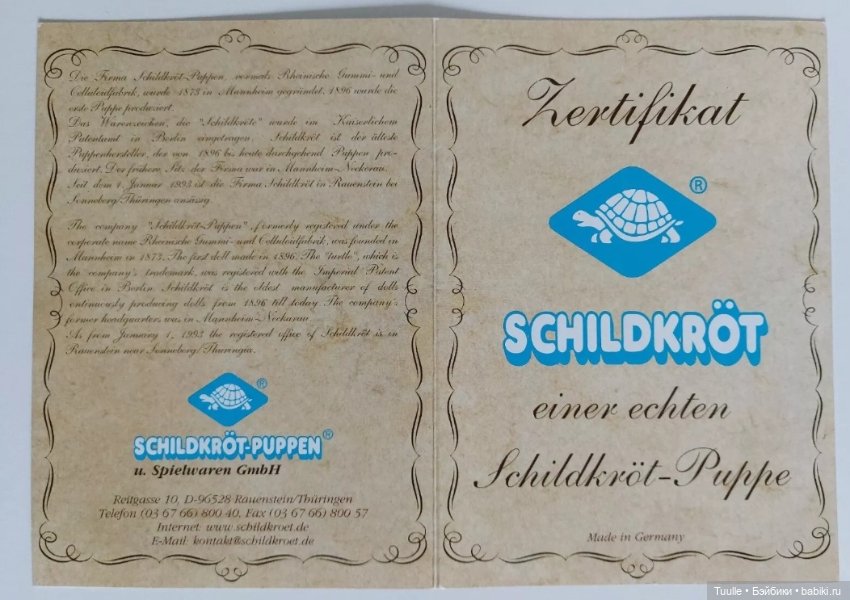 Die Firma Schildkröt-Puppen, vormals Rheinische Gummi- und
Celluloidfabrik, wurde 1873 in Mannheim gegründet. 1896 wurde die
erste Puppe produziert.
Das Warenzeichen, die "Schildkröte" wurde im Kaiserlichem
Patentamt in Berlin eingetragen. Schildkröt ist der älteste
Puppenhersteller, der von 1896 bis heute durchgehend Puppen pro-
duziert. Der frühere Sitz der Firma war in Mannheim-Neckarau.
Seit dem 1. Januar 1993 ist die Firma Schildkröt in Rauenstein bei
Sonneberg/Thüringen ansässig.
The company "Schildkröt-Puppen", formerly registered under the
corporate name Rheinische Gummi- und Celluloidfabrik, was founded in
Mannheim in 1873. The first doll made in 1896. The "turtle", which is
the company's trademark, was registered with the Imperial Patent
Office in Berlin. Schildkröt is the oldest manufacturer of dolls
ontenuously producing dolls from 1896 till today. The company's
former headquarters was in Mannheim-Neckarau.
As from January 1, 1993 the registered office of Schildkröt is in
Rauenstein near Sonneberg/Thuringia.
®
SCHILDKRÖT-PUPPEN®
u. Spielwaren GmbH
Reitgasse 10, D-96528 Rauenstein/Thüringen
Telefon (03 67 66) 800 40, Fax (03 67 66) 800 57
Internet: www.schildkroet.de
E-Mail: kontakt@schildkroet.de
Zertifikat
®
SCHILDKRÖT
einer echten
Schildkröt-Puppe
Made in Germany
Tuulle • Бэйбики • babiki.ru